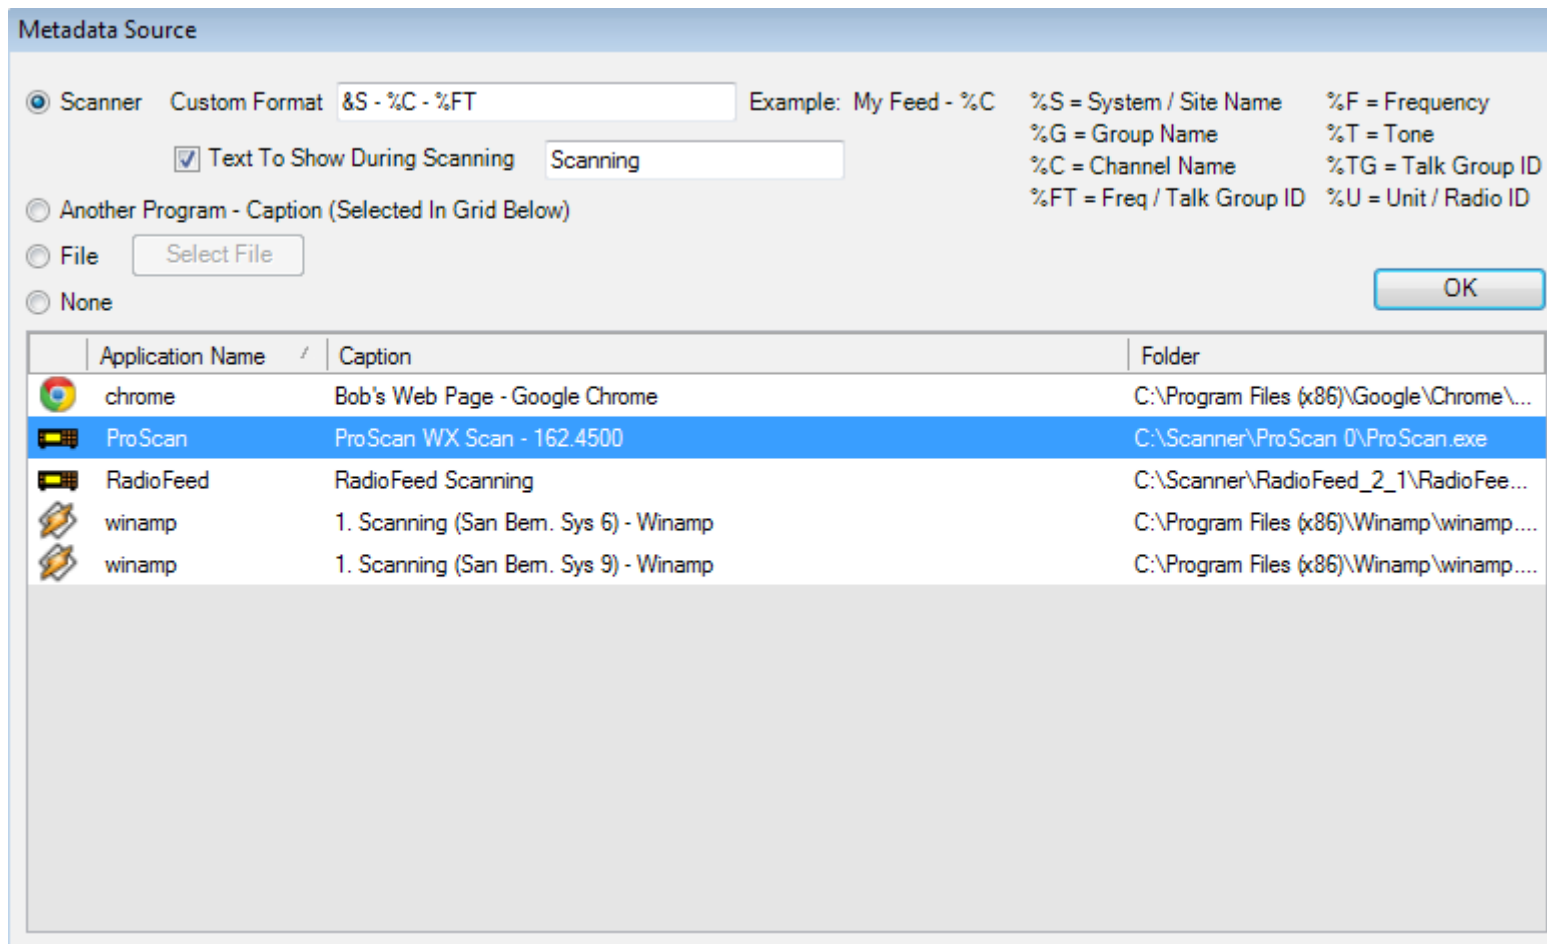 Metadata Source
Scanner Custom Format &S - %C - %FT Example: My Feed - %C %S = System / Site Name %F = Frequency
%G = Group Name %T = Tone
Text To Show During Scanning Scanning %C = Channel Name %TG = Talk Group ID
Another Program - Caption (Selected In Grid Below) %FT = Freq / Talk Group ID %U = Unit / Radio ID
File Select File
None OK
Application Name Caption Folder
chrome Bob's Web Page - Google Chrome C:\Program Files (x86)\Google\Chrome\...
ProScan ProScan WX Scan - 162.4500 C:\Scanner\ProScan 0\ProScan.exe
RadioFeed RadioFeed Scanning C:\Scanner\RadioFeed_2_1\RadioFee...
winamp 1. Scanning (San Bern. Sys 6) - Winamp C:\Program Files (x86)\Winamp\winamp....
winamp 1. Scanning (San Bern. Sys 9) - Winamp C:\Program Files (x86)\Winamp\winamp....